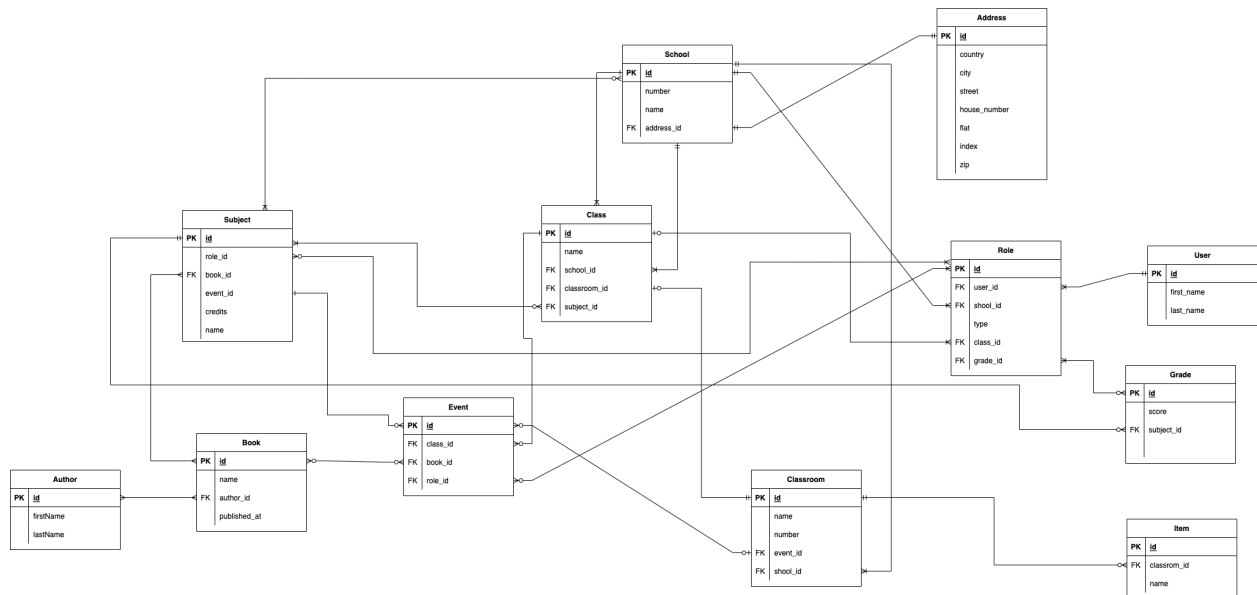 Address
PK id
country
city
street
house_number
flat
index
zip
School
PK id
number
name
FK address_id
Subject
PK id
role_id
FK book_id
event_id
credits
name
Class
PK id
name
FK school_id
FK classroom_id
FK subject_id
Role
PK id
FK user_id
FK shool_id
type
FK class_id
FK grade_id
User
PK id
first_name
last_name
Grade
PK id
score
FK subject_id
Event
PK id
FK class_id
FK book_id
FK role_id
Book
PK id
name
FK author_id
published_at
Author
PK id
firstName
lastName
Classroom
PK id
name
number
FK event_id
FK shool_id
Item
PK id
FK classrom_id
name